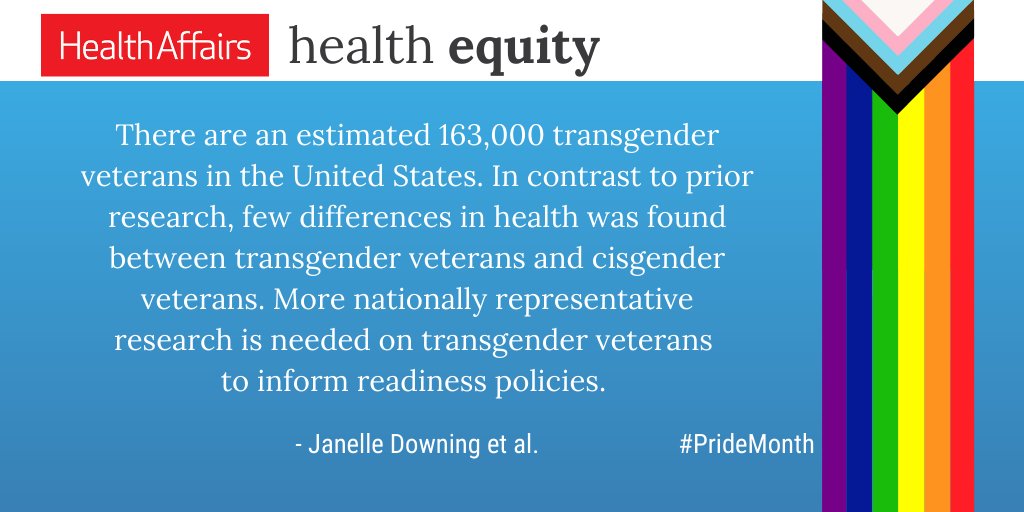 HealthAffairs health equity
There are an estimated 163,000 transgender
veterans in the United States. In contrast to prior
research, few differences in health was found
between transgender veterans and cisgender
veterans. More nationally representative
research is needed on transgender veterans
to inform readiness policies.
- Janelle Downing et al. #PrideMonth